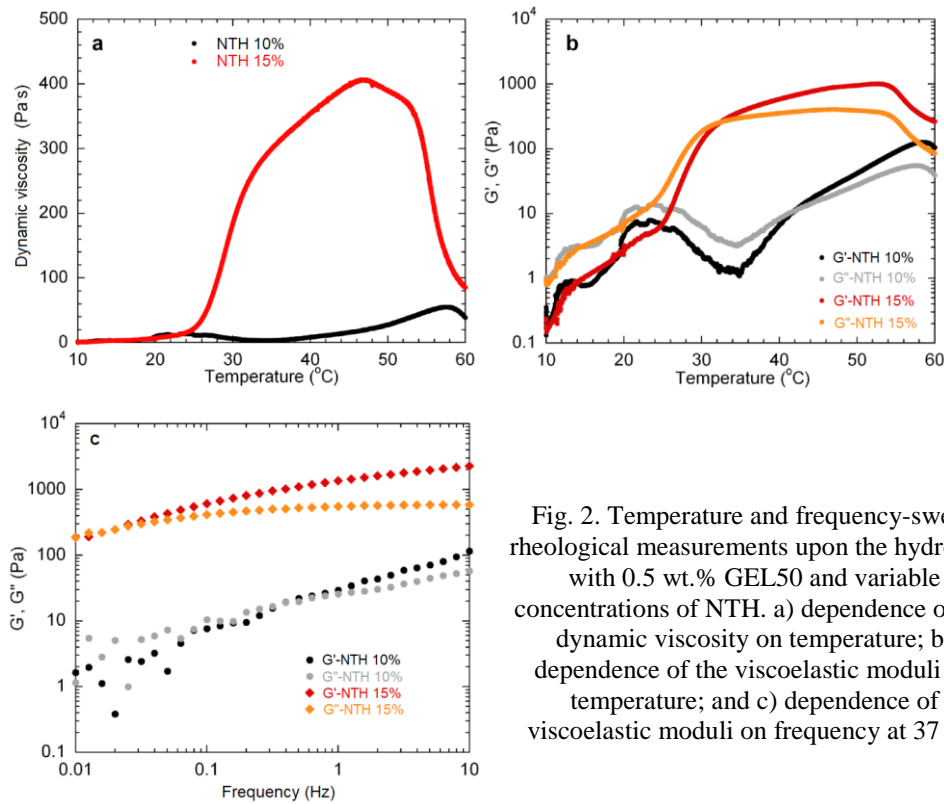 a
NTH 10%
NTH 15%
Dynamic viscosity (Pa s)
500
400
300
200
100
0
10 20 30 40 50 60
Temperature (°C)
b
G', G'' (Pa)
10⁴
1000
100
10
1
0.1
G'-NTH 10%
G''-NTH 10%
G'-NTH 15%
G''-NTH 15%
10 20 30 40 50 60
Temperature (°C)
c
G', G'' (Pa)
10⁴
1000
100
10
1
0.1
G'-NTH 10%
G''-NTH 10%
G'-NTH 15%
G''-NTH 15%
0.01 0.1 1 10
Frequency (Hz)
Fig. 2. Temperature and frequency-swe
rheological measurements upon the hydro
with 0.5 wt.% GEL50 and variable
concentrations of NTH. a) dependence o
dynamic viscosity on temperature; b
dependence of the viscoelastic moduli
temperature; and c) dependence of
viscoelastic moduli on frequency at 37